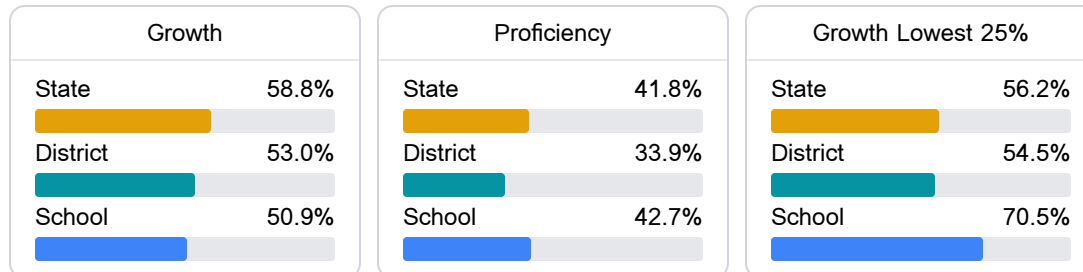 Growth
State 58.8%
District 53.0%
School 50.9%
Proficiency
State 41.8%
District 33.9%
School 42.7%
Growth Lowest 25%
State 56.2%
District 54.5%
School 70.5%